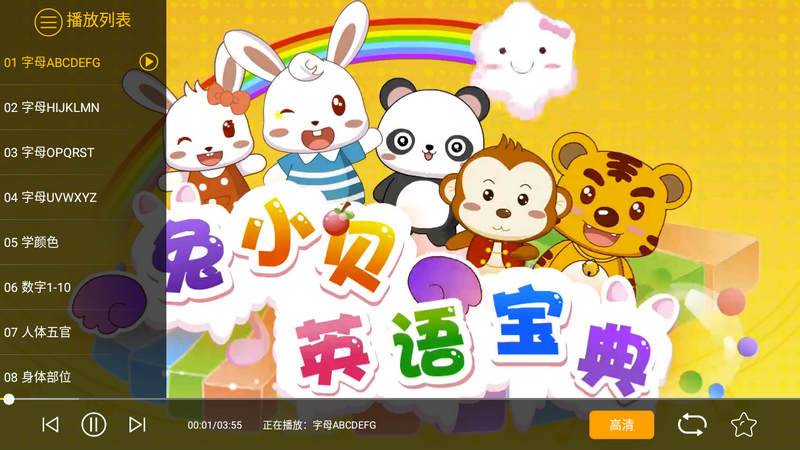 播放列表
01 字母ABCDEFG
02 字母HIJKLMN
03 字母OPQRST
04 字母UVWXYZ
05 学颜色
06 数字1-10
07 人体五官
08 身体部位
兔小贝
英语宝典
00:01/03:55
正在播放：字母ABCDEFG
高清